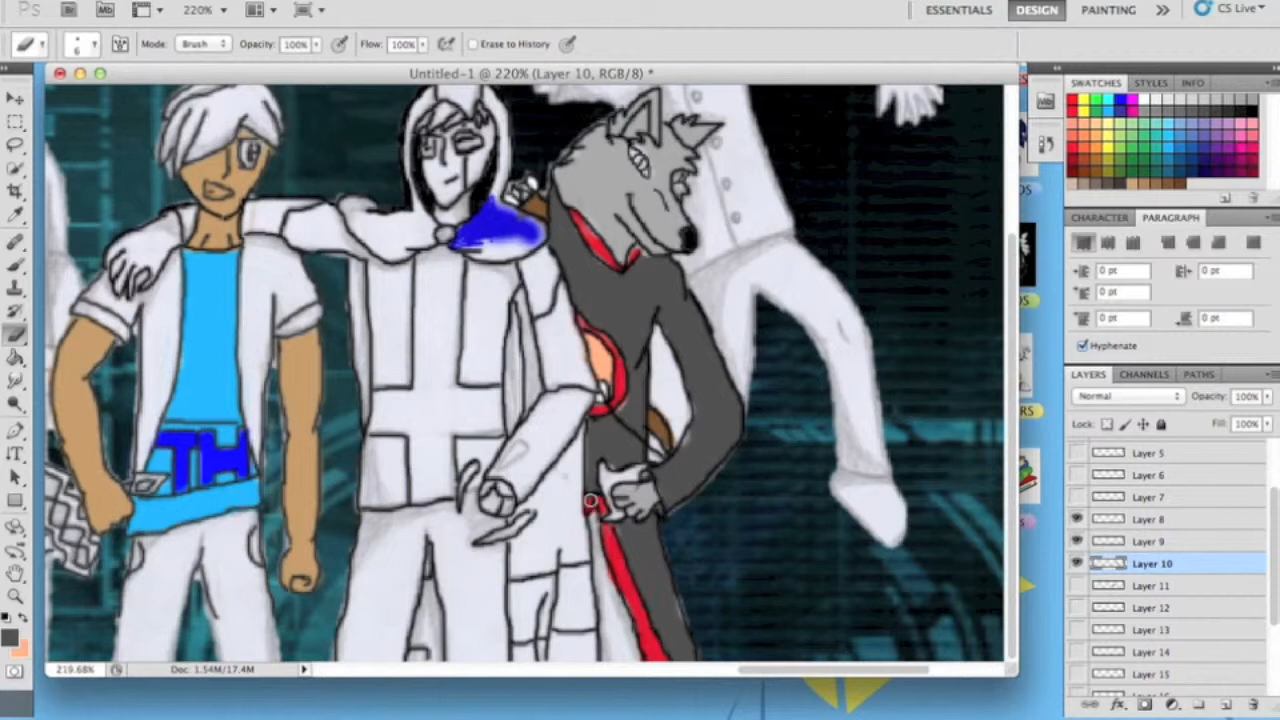 Ps Br Mb 220% ESSENTIALS DESIGN PAINTING CS Live
6 Mode: Brush Opacity: 100% Flow: 100% Erase to History
Untitled-1 @ 220% (Layer 10, RGB/8) *
SWATCHES STYLES INFO
Mb
CHARACTER PARAGRAPH
0 pt 0 pt
0 pt
0 pt 0 pt
Hyphenate
LAYERS CHANNELS PATHS
Normal Opacity: 100%
Lock: Fill: 100%
Layer 5
Layer 6
Layer 7
Layer 8
Layer 9
Layer 10
Layer 11
Layer 12
Layer 13
Layer 14
Layer 15
TH
219.68% Doc: 1.54M/17.4M